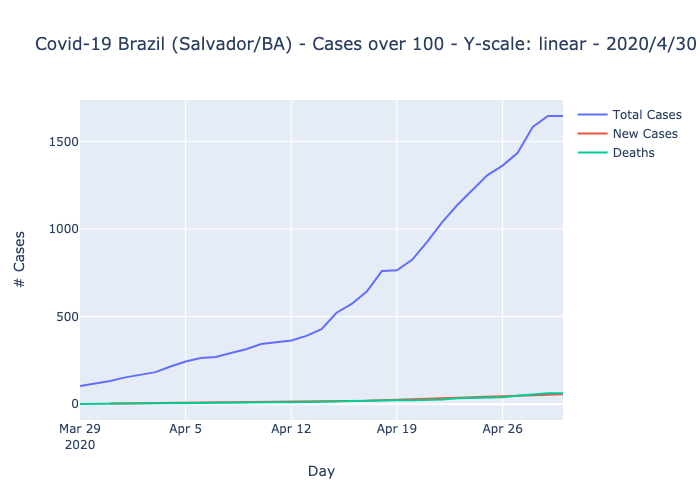 Covid-19 Brazil (Salvador/BA) - Cases over 100 - Y-scale: linear - 2020/4/30
Total Cases
New Cases
Deaths
1500
1000
500
0
# Cases
Mar 29 Apr 5 Apr 12 Apr 19 Apr 26
2020
Day